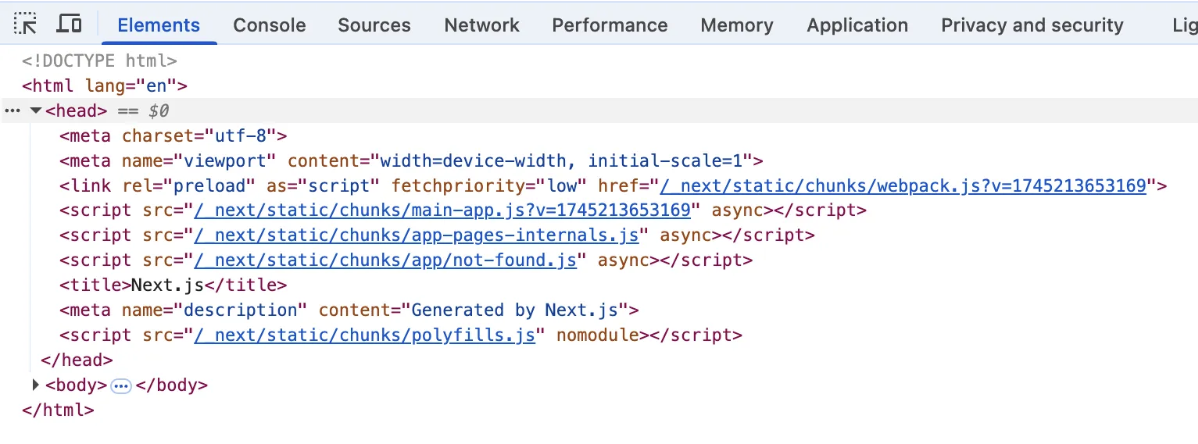 Elements Console Sources Network Performance Memory Application Privacy and security Lig
<!DOCTYPE html>
<html lang="en">
<head> == $0
<meta charset="utf-8">
<meta name="viewport" content="width=device-width, initial-scale=1">
<link rel="preload" as="script" fetchpriority="low" href="/_next/static/chunks/webpack.js?v=1745213653169">
<script src="/_next/static/chunks/main-app.js?v=1745213653169" async></script>
<script src="/_next/static/chunks/app-pages-internals.js" async></script>
<script src="/_next/static/chunks/app/not-found.js" async></script>
<title>Next.js</title>
<meta name="description" content="Generated by Next.js">
<script src="/_next/static/chunks/polyfills.js" nomodule></script>
</head>
<body>…</body>
</html>